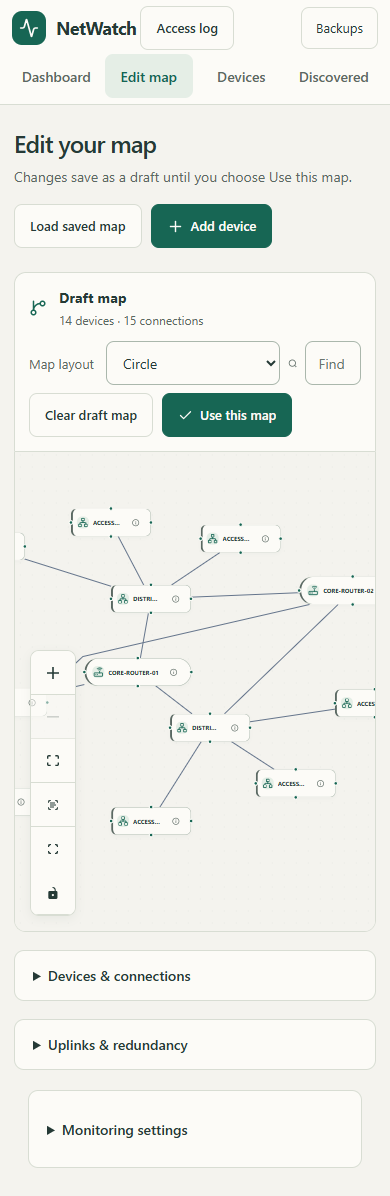 NetWatch
Access log
Backups
Dashboard
Edit map
Devices
Discovered
Edit your map
Changes save as a draft until you choose Use this map.
Load saved map
Add device
Draft map
14 devices · 15 connections
Map layout
Circle
Find
Clear draft map
Use this map
ACCESS...
ACCESS...
DISTRI...
CORE-ROUTER-02
CORE-ROUTER-01
ACCES
DISTRI...
ACCESS...
ACCESS...
Devices & connections
Uplinks & redundancy
Monitoring settings